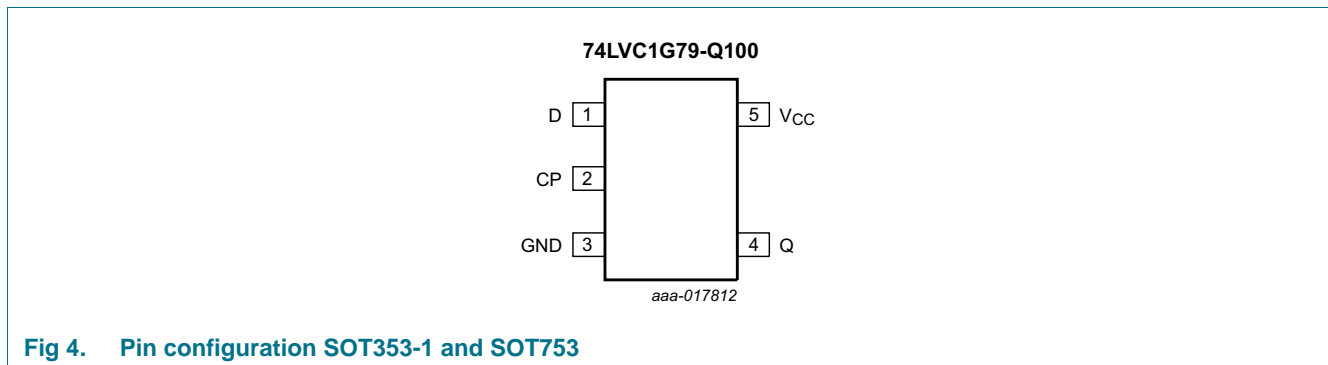 74LVC1G79-Q100
D 1 5 VCC
CP 2
GND 3 4 Q
aaa-017812
Fig 4. Pin configuration SOT353-1 and SOT753